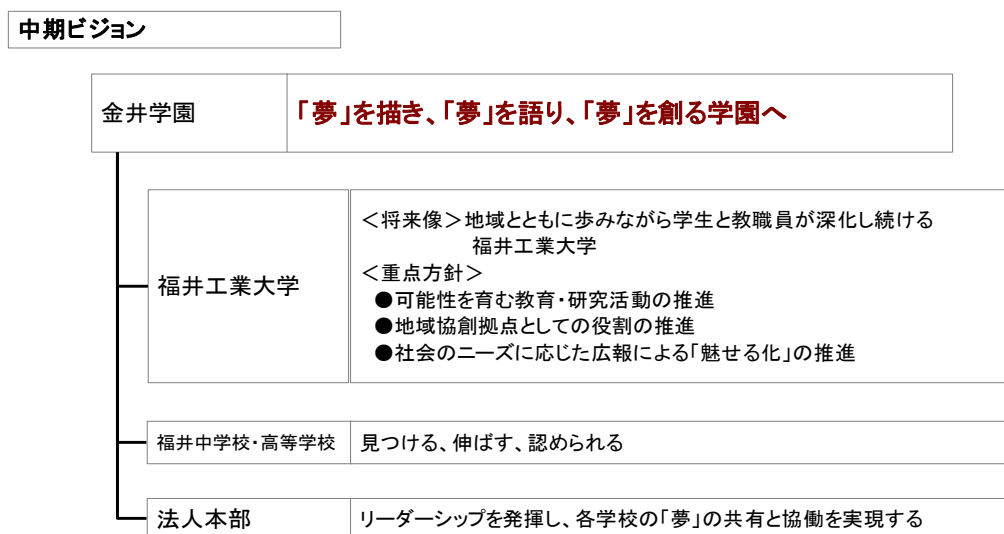 中期ビジョン
金井学園
「夢」を描き、「夢」を語り、「夢」を創る学園へ
福井工業大学
＜将来像＞地域とともに歩みながら学生と教職員が深化し続ける
福井工業大学
＜重点方針＞
●可能性を育む教育・研究活動の推進
●地域協創拠点としての役割の推進
●社会のニーズに応じた広報による「魅せる化」の推進
福井中学校・高等学校
見つける、伸ばす、認められる
法人本部
リーダーシップを発揮し、各学校の「夢」の共有と協働を実現する